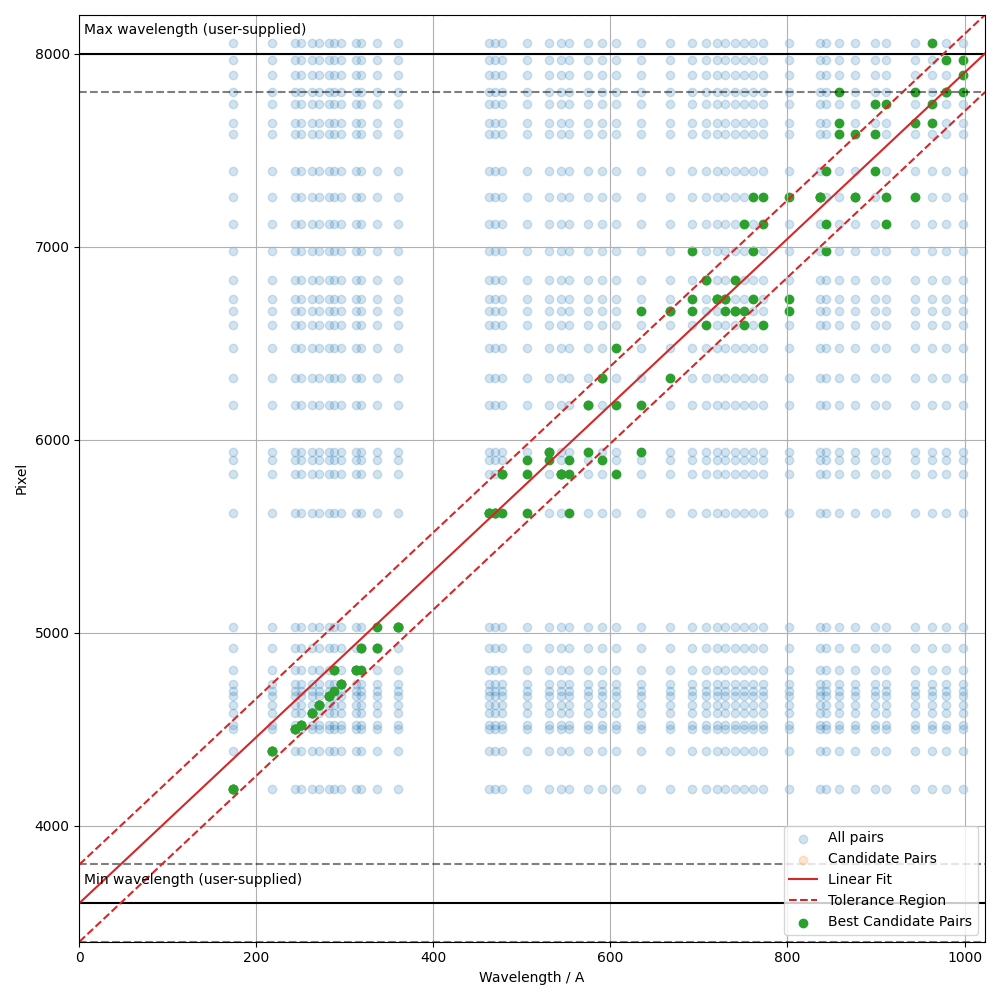 Max wavelength (user-supplied)
8000
7000
6000
Pixel
5000
4000
All pairs
Candidate Pairs
Min wavelength (user-supplied)
Linear Fit
Tolerance Region
Best Candidate Pairs
0 200 400 600 800 1000
Wavelength / A